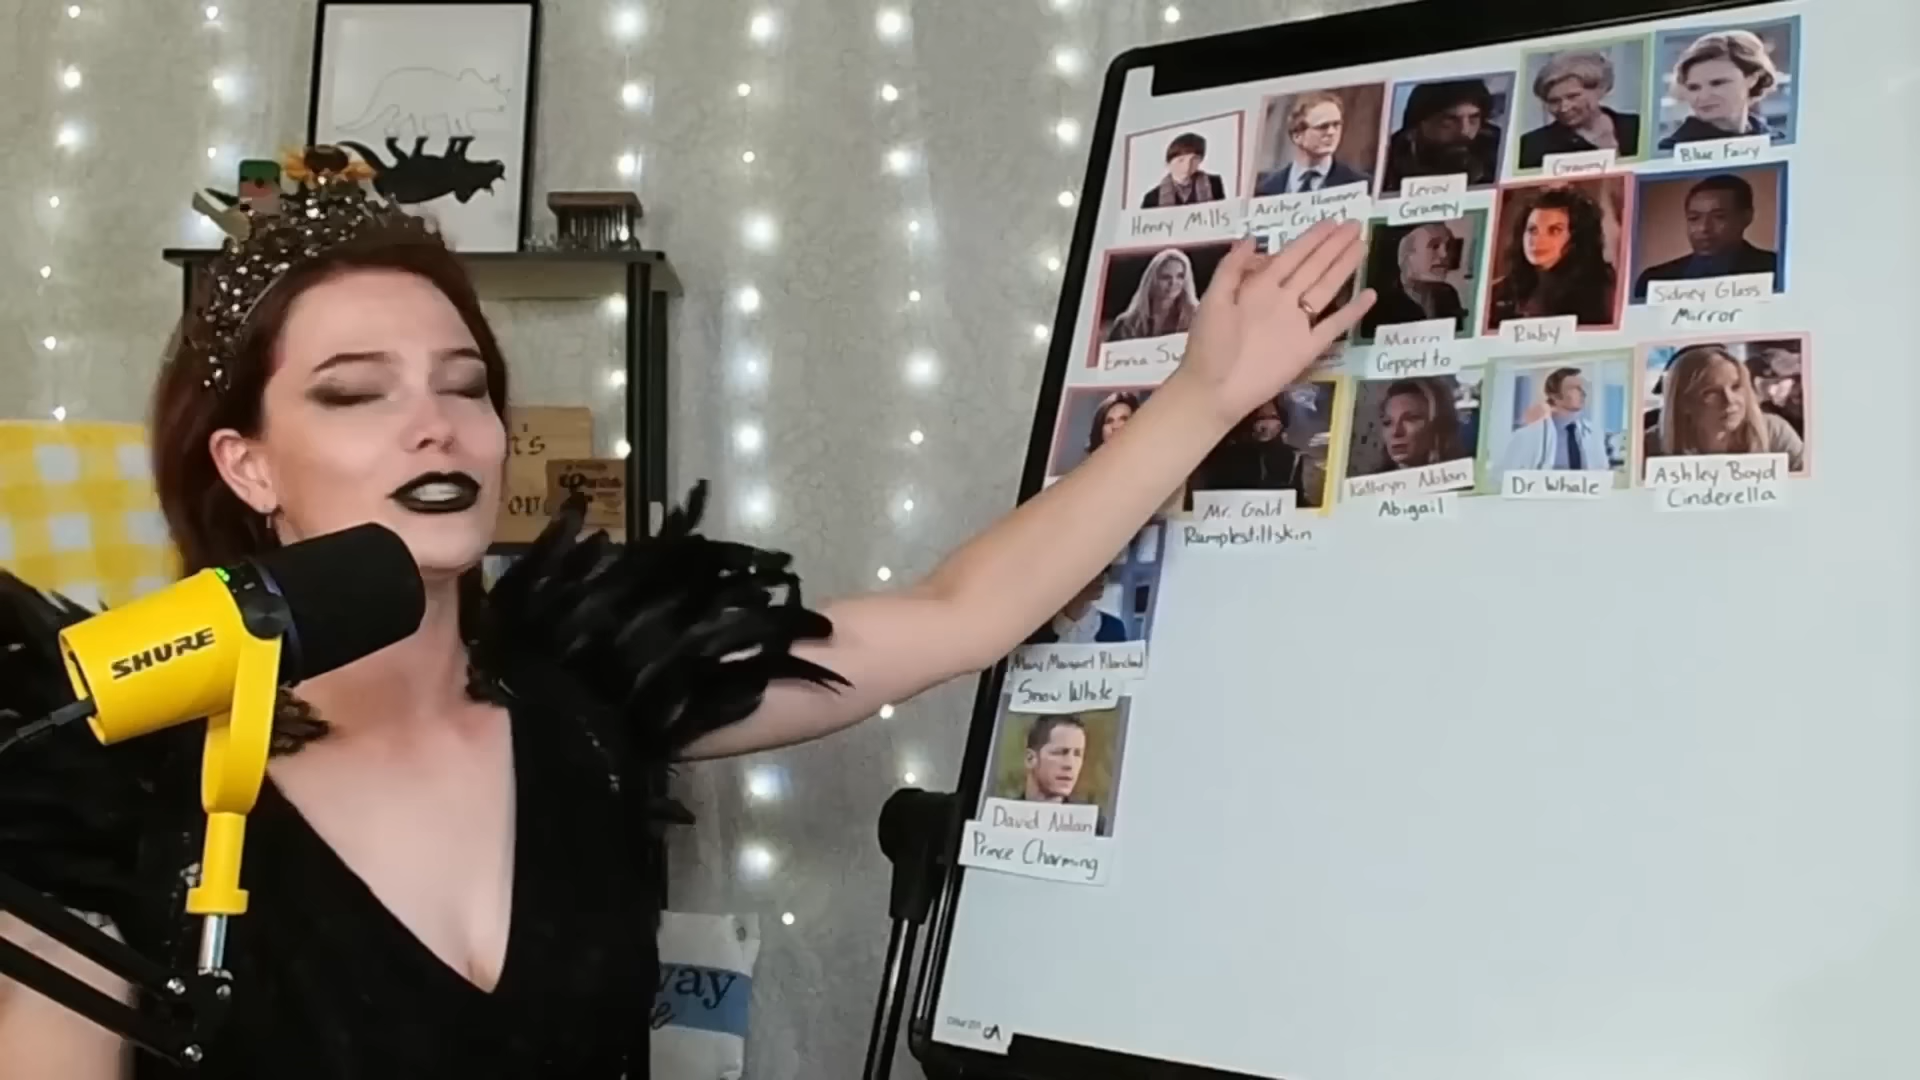 Henry Mills
Archie Hopper
Jiminy Cricket
Leroy
Grumpy
Granny
Blue Fairy
Emma
Marco
Geppetto
Ruby
Sidney Glass
Mirror
Mr. Gold
Rumplestiltskin
Kathryn Nolan
Abigail
Dr Whale
Ashley Boyd
Cinderella
Mary Margaret Blanchard
Snow White
David Nolan
Prince Charming
SHURE
way